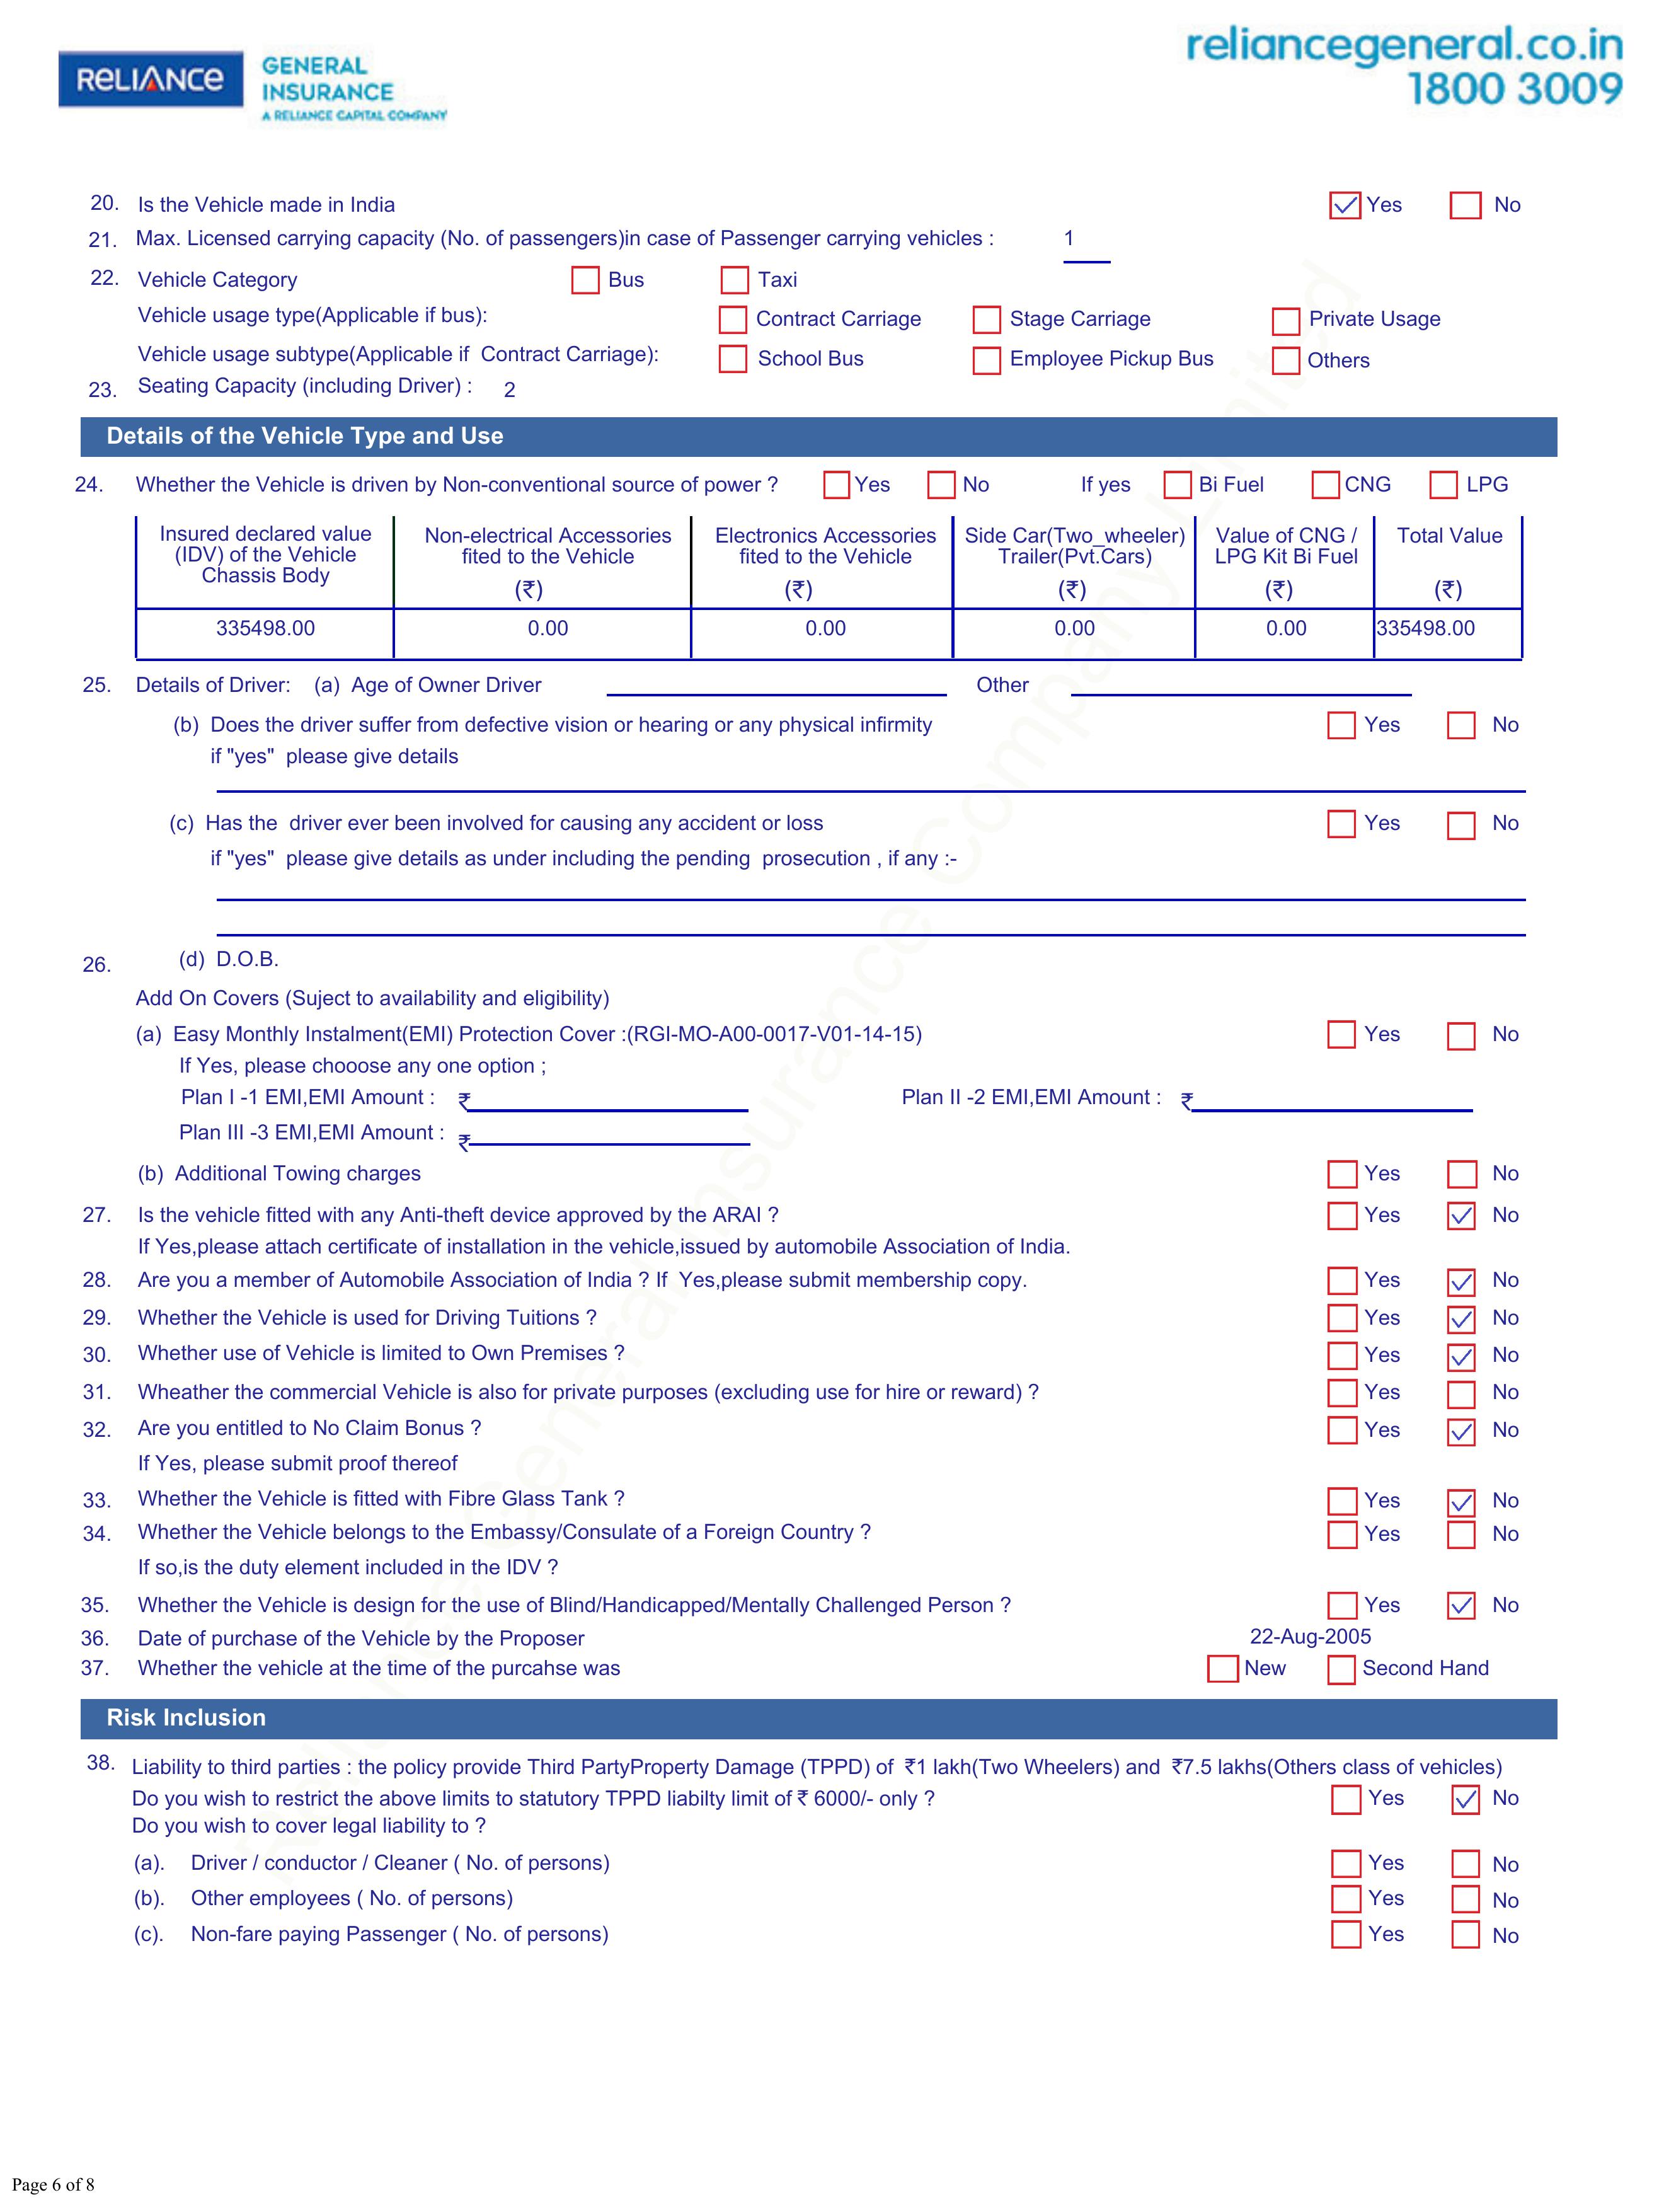 RELIANCE
GENERAL
INSURANCE
A RELIANCE CAPITAL COMPANY
reliancegeneral.co.in
1800 3009
20. Is the Vehicle made in India Yes No
21. Max. Licensed carrying capacity (No. of passengers)in case of Passenger carrying vehicles : 1
22. Vehicle Category Bus Taxi
Vehicle usage type(Applicable if bus): Contract Carriage Stage Carriage Private Usage
Vehicle usage subtype(Applicable if Contract Carriage): School Bus Employee Pickup Bus Others
23. Seating Capacity (including Driver) : 2
Details of the Vehicle Type and Use
24. Whether the Vehicle is driven by Non-conventional source of power ? Yes No If yes Bi Fuel CNG LPG
Insured declared value Non-electrical Accessories Electronics Accessories Side Car(Two_wheeler) Value of CNG / Total Value
(IDV) of the Vehicle fited to the Vehicle fited to the Vehicle Trailer(Pvt.Cars) LPG Kit Bi Fuel
Chassis Body (₹) (₹) (₹) (₹) (₹)
335498.00 0.00 0.00 0.00 0.00 335498.00
25. Details of Driver: (a) Age of Owner Driver Other
(b) Does the driver suffer from defective vision or hearing or any physical infirmity Yes No
if "yes" please give details
(c) Has the driver ever been involved for causing any accident or loss Yes No
if "yes" please give details as under including the pending prosecution , if any :-
26. (d) D.O.B.
Add On Covers (Suject to availability and eligibility)
(a) Easy Monthly Instalment(EMI) Protection Cover :(RGI-MO-A00-0017-V01-14-15) Yes No
If Yes, please chooose any one option ;
Plan I -1 EMI,EMI Amount : ₹ Plan II -2 EMI,EMI Amount : ₹
Plan III -3 EMI,EMI Amount : ₹
(b) Additional Towing charges Yes No
27. Is the vehicle fitted with any Anti-theft device approved by the ARAI ? Yes No
If Yes,please attach certificate of installation in the vehicle,issued by automobile Association of India.
28. Are you a member of Automobile Association of India ? If Yes,please submit membership copy. Yes No
29. Whether the Vehicle is used for Driving Tuitions ? Yes No
30. Whether use of Vehicle is limited to Own Premises ? Yes No
31. Wheather the commercial Vehicle is also for private purposes (excluding use for hire or reward) ? Yes No
32. Are you entitled to No Claim Bonus ? Yes No
If Yes, please submit proof thereof
33. Whether the Vehicle is fitted with Fibre Glass Tank ? Yes No
34. Whether the Vehicle belongs to the Embassy/Consulate of a Foreign Country ? Yes No
If so,is the duty element included in the IDV ?
35. Whether the Vehicle is design for the use of Blind/Handicapped/Mentally Challenged Person ? Yes No
36. Date of purchase of the Vehicle by the Proposer 22-Aug-2005
37. Whether the vehicle at the time of the purcahse was New Second Hand
Risk Inclusion
38. Liability to third parties : the policy provide Third PartyProperty Damage (TPPD) of ₹1 lakh(Two Wheelers) and ₹7.5 lakhs(Others class of vehicles)
Do you wish to restrict the above limits to statutory TPPD liabilty limit of ₹ 6000/- only ? Yes No
Do you wish to cover legal liability to ?
(a). Driver / conductor / Cleaner ( No. of persons) Yes No
(b). Other employees ( No. of persons) Yes No
(c). Non-fare paying Passenger ( No. of persons) Yes No
Reliance General Insurance Company Limited
Page 6 of 8